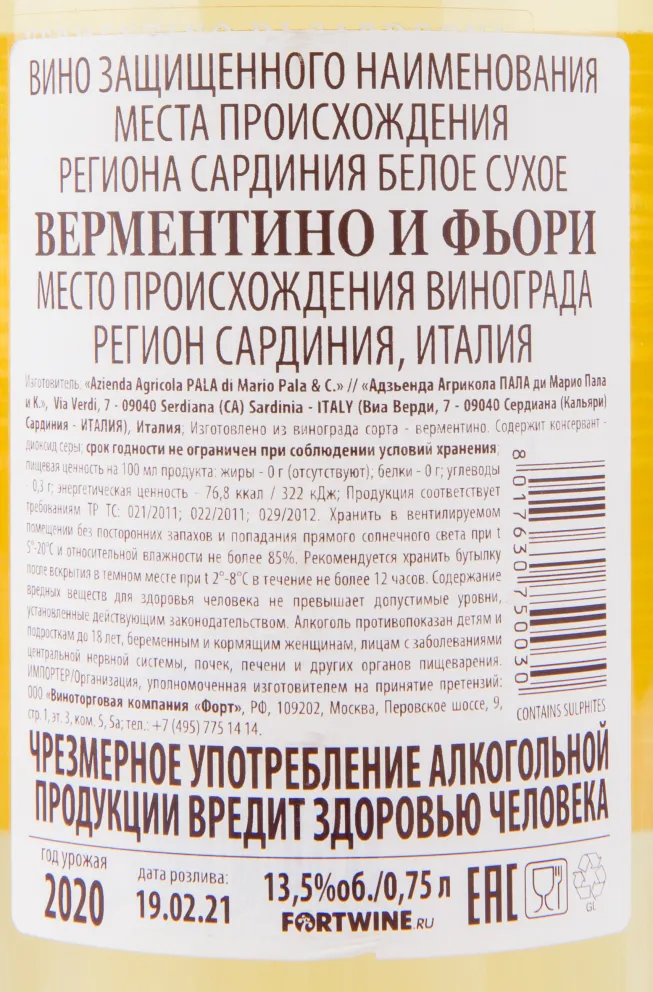 ВИНО ЗАЩИЩЕННОГО НАИМЕНОВАНИЯ
МЕСТА ПРОИСХОЖДЕНИЯ
РЕГИОНА САРДИНИЯ БЕЛОЕ СУХОЕ
ВЕРМЕНТИНО И ФЬОРИ
МЕСТО ПРОИСХОЖДЕНИЯ ВИНОГРАДА
РЕГИОН САРДИНИЯ, ИТАЛИЯ
Изготовитель: «Azienda Agricola PALA di Mario Pala & C.» // «Адзьенда Агрикола ПАЛА ди Марио Пала
и К.», Via Verdi, 7 - 09040 Serdiana (CA) Sardinia - ITALY (Виа Верди, 7 - 09040 Сердиана (Кальяри)
Сардиния - ИТАЛИЯ), Италия; Изготовлено из винограда сорта - верментино. Содержит консервант -
диоксид серы; срок годности не ограничен при соблюдении условий хранения;
пищевая ценность на 100 мл продукта: жиры - 0 г (отсутствуют); белки - 0 г; углеводы
- 0,3 г; энергетическая ценность - 76,8 ккал / 322 кДж; Продукция соответствует
требованиям ТР ТС: 021/2011; 022/2011; 029/2012. Хранить в вентилируемом
помещении без посторонних запахов и попадания прямого солнечного света при t
5°-20°С и относительной влажности не более 85%. Рекомендуется хранить бутылку
после вскрытия в темном месте при t 2°-8°С в течение не более 12 часов. Содержание
вредных веществ для здоровья человека не превышает допустимые уровни,
установленные действующим законодательством. Алкоголь противопоказан детям и
подросткам до 18 лет, беременным и кормящим женщинам, лицам с заболеваниями
центральной нервной системы, почек, печени и других органов пищеварения.
ИМПОРТЕР/Организация, уполномоченная изготовителем на принятие претензий:
ООО «Виноторговая компания «Форт», РФ, 109202, Москва, Перовское шоссе, 9,
стр. 1, эт. 3, ком. 5, 5а; тел.: +7 (495) 775 14 14.
8 017630 750030
CONTAINS SULPHITES
ЧРЕЗМЕРНОЕ УПОТРЕБЛЕНИЕ АЛКОГОЛЬНОЙ
ПРОДУКЦИИ ВРЕДИТ ЗДОРОВЬЮ ЧЕЛОВЕКА
год урожая
2020
дата розлива:
19.02.21
13,5%об./0,75 л
FORTWINE.RU
ЕАС
GL